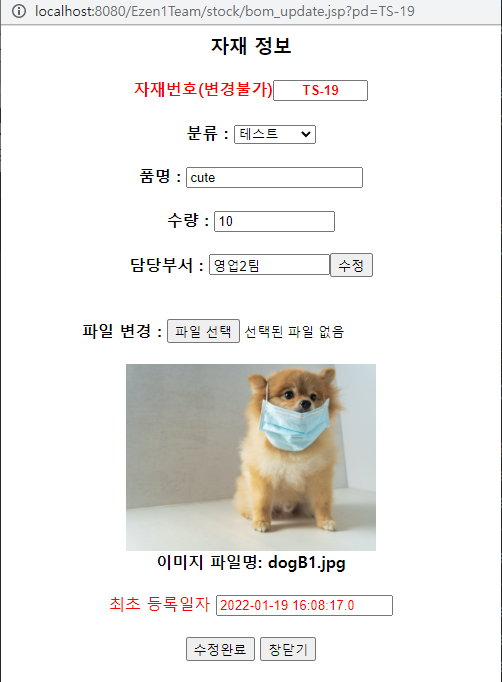 localhost:8080/Ezen1Team/stock/bom_update.jsp?pd=TS-19
자재 정보
자재번호(변경불가) TS-19
분류 : 테스트
품명 : cute
수량 : 10
담당부서 : 영업2팀 수정
파일 변경 : 파일 선택 선택된 파일 없음
이미지 파일명: dogB1.jpg
최초 등록일자 2022-01-19 16:08:17.0
수정완료 창닫기